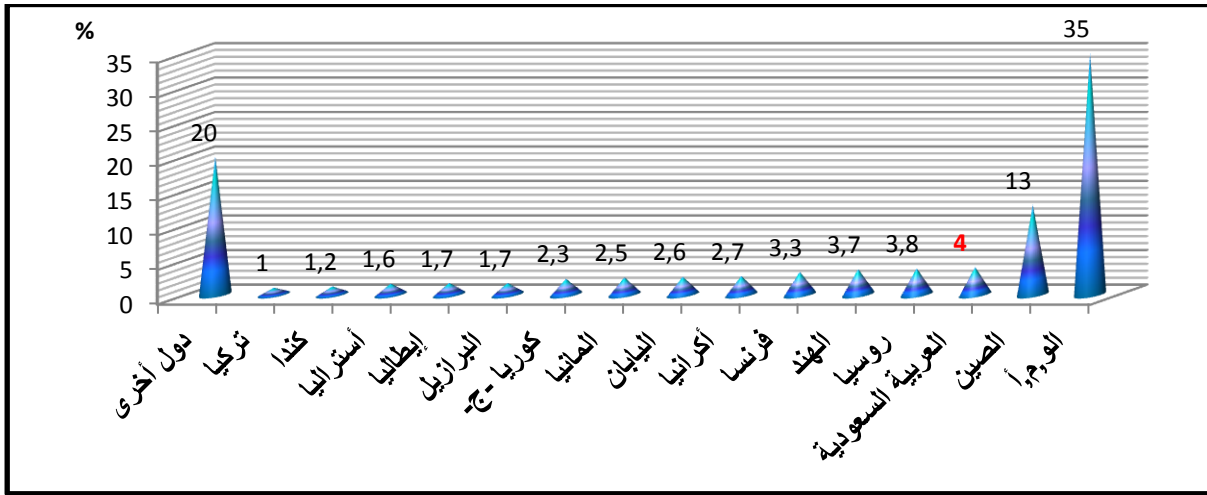 %
35
30
25
20
15
10
5
0
20
1
1,2
1,6
1,7
1,7
2,3
2,5
2,6
2,7
3,3
3,7
3,8
4
13
35
دول أخرى
تركيا
كندا
أستراليا
إيطاليا
البرازيل
كوريا -ج-
المانيا
اليابان
أكرانيا
فرنسا
الهند
روسيا
العربية السعودية
الصين
الو,م,أ